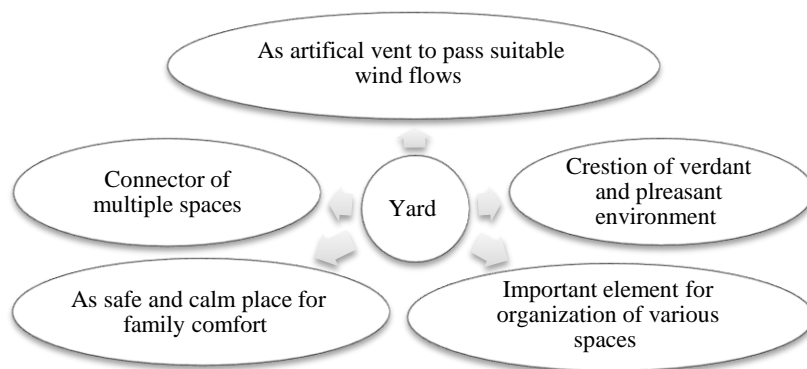 As artifical vent to pass suitable
wind flows
Connector of
multiple spaces
Yard
Crestion of verdant
and plreasant
environment
As safe and calm place for
family comfort
Important element for
organization of various
spaces